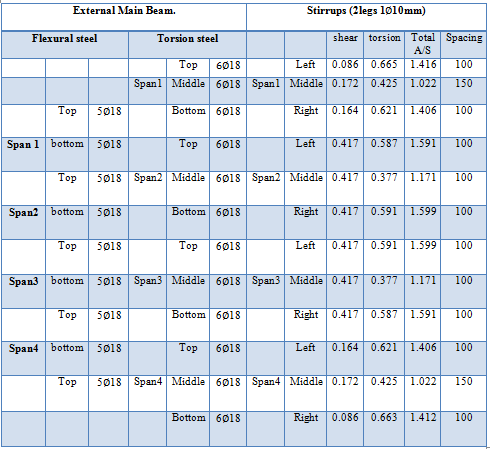 External Main Beam. Stirrups (2legs 1Ø10mm)
Flexural steel Torsion steel shear torsion Total A/S Spacing
Top 6Ø18 Left 0.086 0.665 1.416 100
Span1 Middle 6Ø18 Span1 Middle 0.172 0.425 1.022 150
Top 5Ø18 Bottom 6Ø18 Right 0.164 0.621 1.406 100
Span 1 bottom 5Ø18 Top 6Ø18 Left 0.417 0.587 1.591 100
Top 5Ø18 Span2 Middle 6Ø18 Span2 Middle 0.417 0.377 1.171 100
Span2 bottom 5Ø18 Bottom 6Ø18 Right 0.417 0.591 1.599 100
Top 5Ø18 Top 6Ø18 Left 0.417 0.591 1.599 100
Span3 bottom 5Ø18 Span3 Middle 6Ø18 Span3 Middle 0.417 0.377 1.171 100
Top 5Ø18 Bottom 6Ø18 Right 0.417 0.587 1.591 100
Span4 bottom 5Ø18 Top 6Ø18 Left 0.164 0.621 1.406 100
Top 5Ø18 Span4 Middle 6Ø18 Span4 Middle 0.172 0.425 1.022 150
Bottom 6Ø18 Right 0.086 0.663 1.412 100